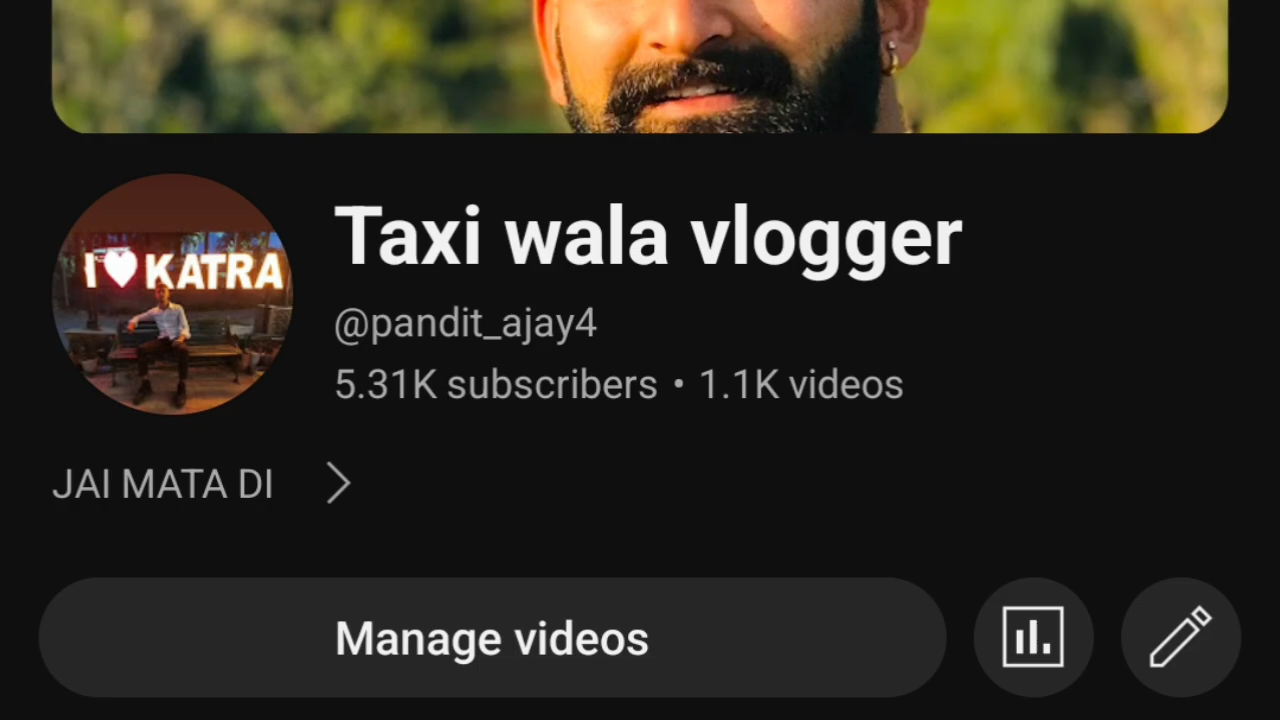 I ♥ KATRA
Taxi wala vlogger
@pandit_ajay4
5.31K subscribers • 1.1K videos
JAI MATA DI
Manage videos